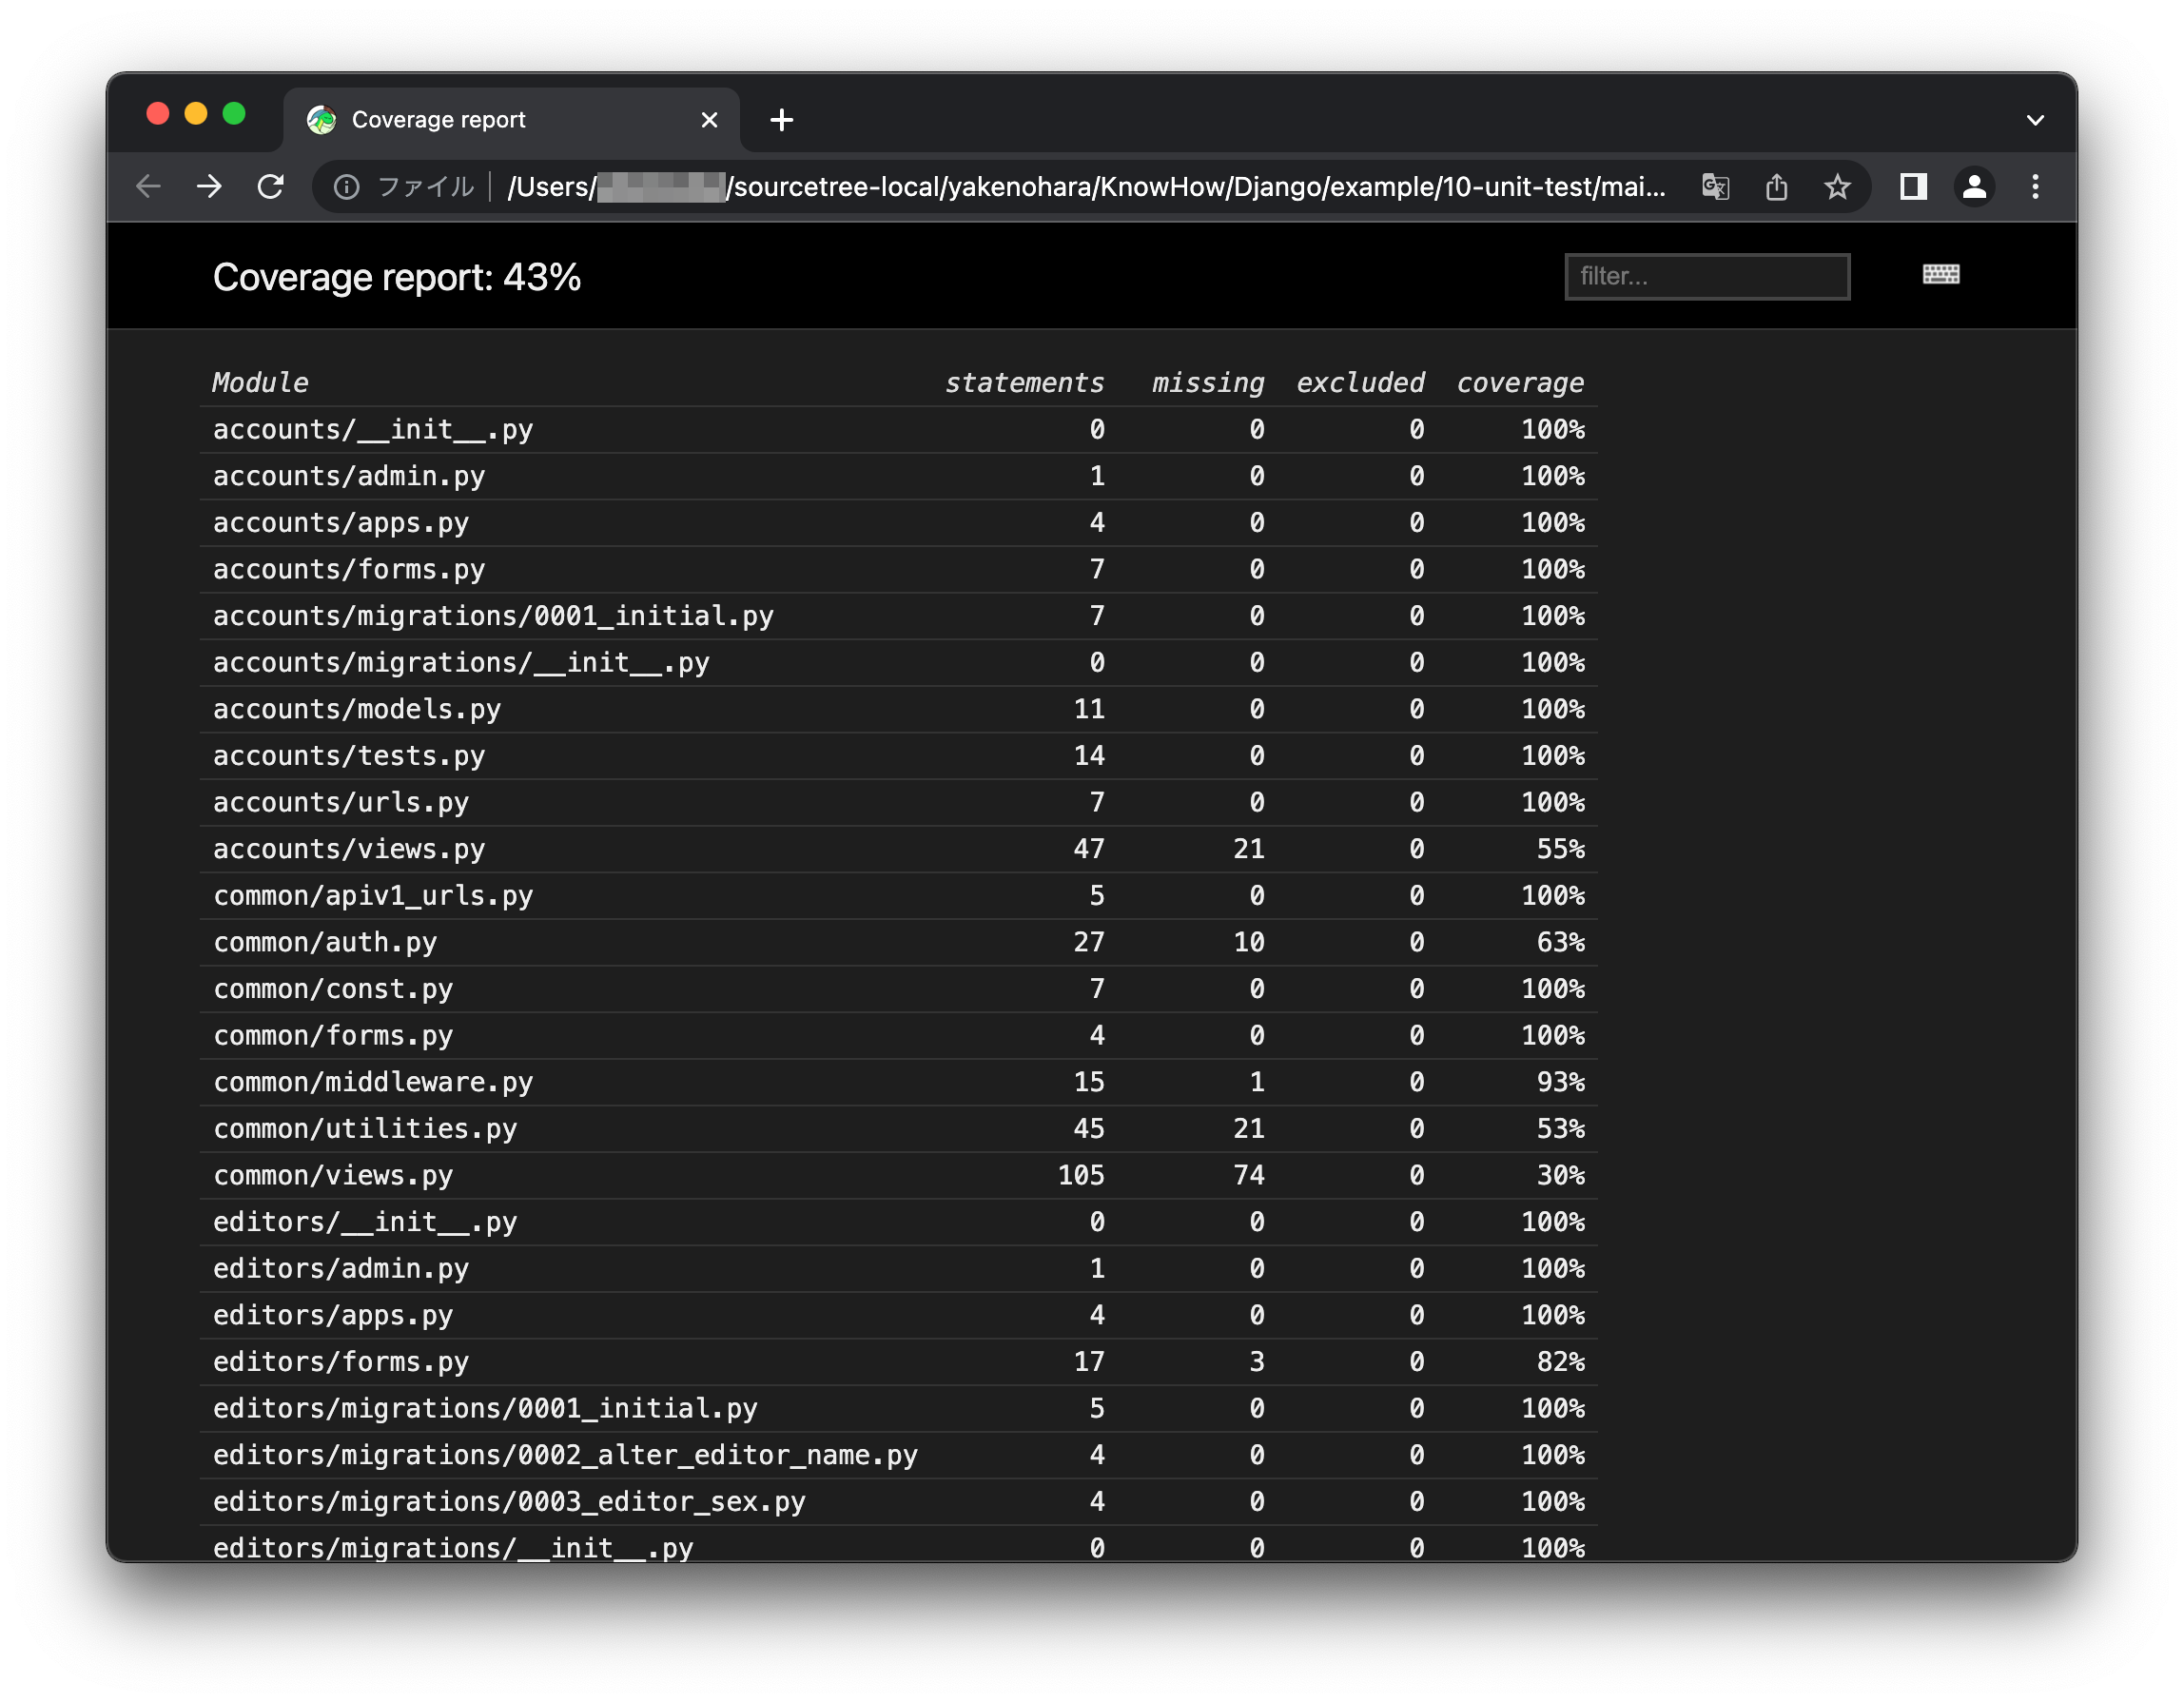 Coverage report
ファイル /Users/ /sourcetree-local/yakenohara/KnowHow/Django/example/10-unit-test/mai...
Coverage report: 43%
filter...
Module statements missing excluded coverage
accounts/__init__.py 0 0 0 100%
accounts/admin.py 1 0 0 100%
accounts/apps.py 4 0 0 100%
accounts/forms.py 7 0 0 100%
accounts/migrations/0001_initial.py 7 0 0 100%
accounts/migrations/__init__.py 0 0 0 100%
accounts/models.py 11 0 0 100%
accounts/tests.py 14 0 0 100%
accounts/urls.py 7 0 0 100%
accounts/views.py 47 21 0 55%
common/apiv1_urls.py 5 0 0 100%
common/auth.py 27 10 0 63%
common/const.py 7 0 0 100%
common/forms.py 4 0 0 100%
common/middleware.py 15 1 0 93%
common/utilities.py 45 21 0 53%
common/views.py 105 74 0 30%
editors/__init__.py 0 0 0 100%
editors/admin.py 1 0 0 100%
editors/apps.py 4 0 0 100%
editors/forms.py 17 3 0 82%
editors/migrations/0001_initial.py 5 0 0 100%
editors/migrations/0002_alter_editor_name.py 4 0 0 100%
editors/migrations/0003_editor_sex.py 4 0 0 100%
editors/migrations/__init__.py 0 0 0 100%